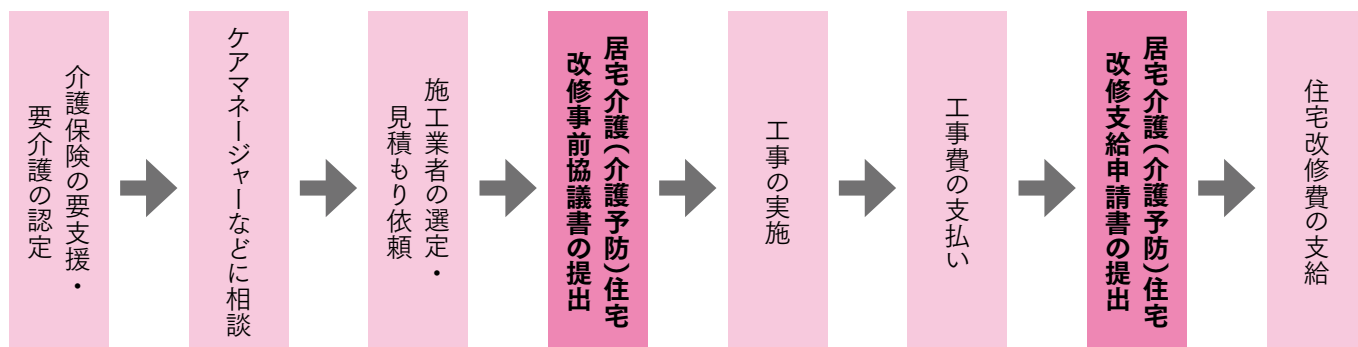 介護保険の要支援・
要介護の認定
ケアマネージャーなどに相談
施工業者の選定・
見積もり依頼
居宅介護(介護予防)住宅
改修事前協議書の提出
工事の実施
工事費の支払い
居宅介護(介護予防)住宅
改修支給申請書の提出
住宅改修費の支給